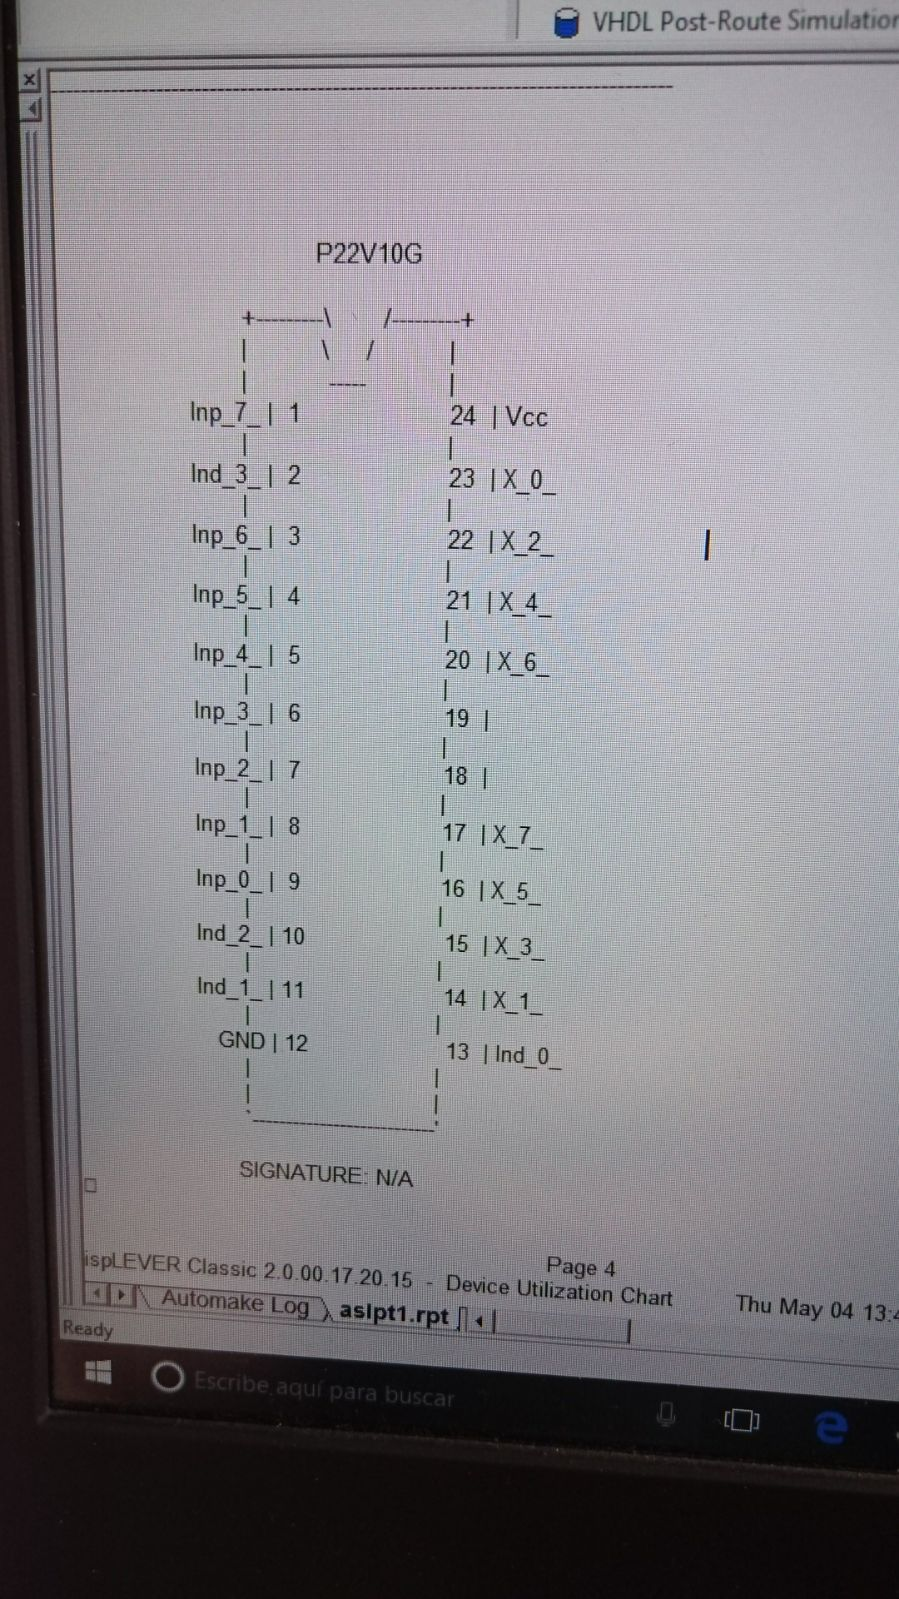 VHDL Post-Route Simulation
P22V10G
+---------\ /---------+
| \ / |
| ----- |
Inp_7_ | 1 24 | Vcc
| |
Ind_3_ | 2 23 | X_0_
| |
Inp_6_ | 3 22 | X_2_
| |
Inp_5_ | 4 21 | X_4_
| |
Inp_4_ | 5 20 | X_6_
| |
Inp_3_ | 6 19 |
| |
Inp_2_ | 7 18 |
| |
Inp_1_ | 8 17 | X_7_
| |
Inp_0_ | 9 16 | X_5_
| |
Ind_2_ | 10 15 | X_3_
| |
Ind_1_ | 11 14 | X_1_
| |
GND | 12 13 | Ind_0_
| |
| |
`---------------------------'
SIGNATURE: N/A
Page 4
ispLEVER Classic 2.0.00.17.20.15 - Device Utilization Chart Thu May 04 13:4
Automake Log aslpt1.rpt
Ready
Escribe aquí para buscar